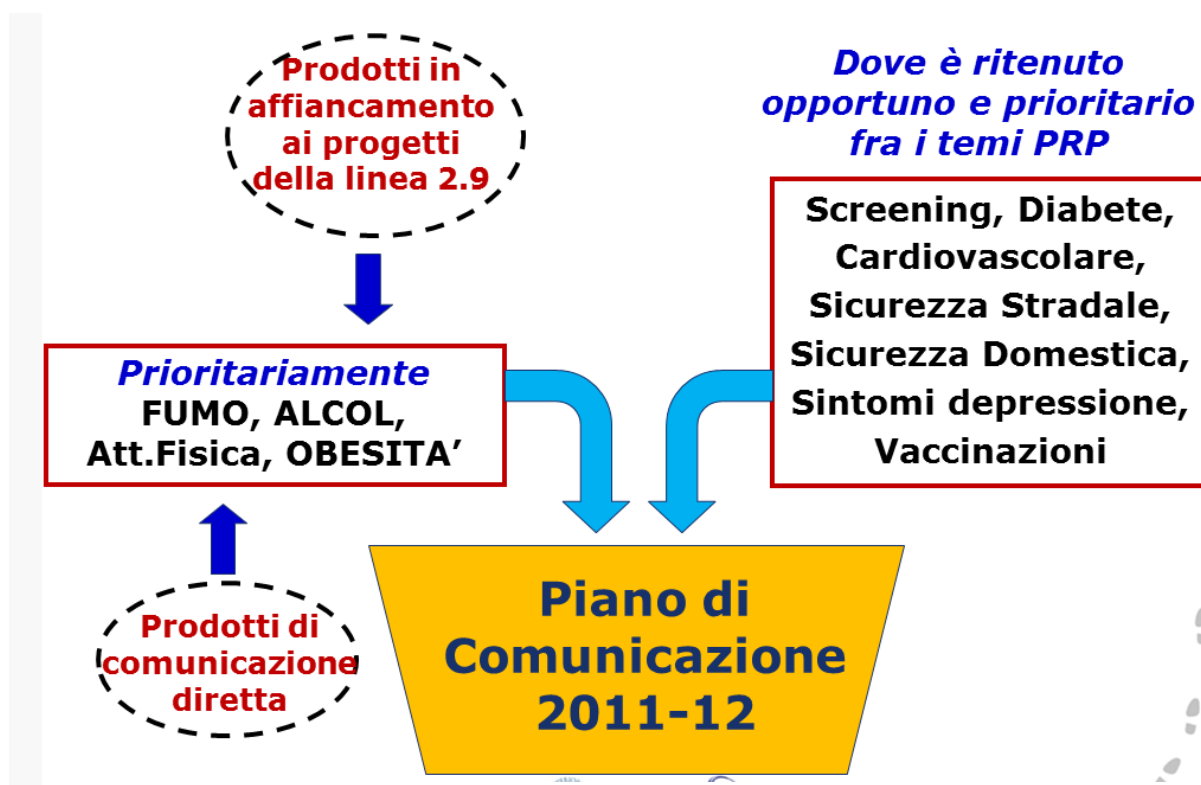 Prodotti in
affiancamento
ai progetti
della linea 2.9
Dove è ritenuto
opportuno e prioritario
fra i temi PRP
Screening, Diabete,
Cardiovascolare,
Sicurezza Stradale,
Sicurezza Domestica,
Sintomi depressione,
Vaccinazioni
Prioritariamente
FUMO, ALCOL,
Att.Fisica, OBESITA’
Prodotti di
comunicazione
diretta
Piano di
Comunicazione
2011-12